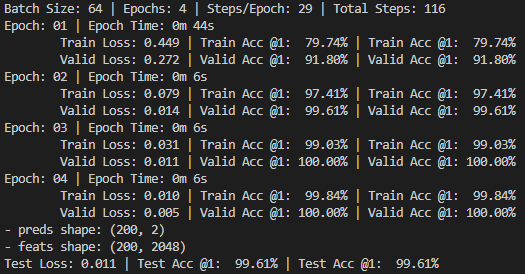 Batch Size: 64 | Epochs: 4 | Steps/Epoch: 29 | Total Steps: 116
Epoch: 01 | Epoch Time: 0m 44s
Train Loss: 0.449 | Train Acc @1: 79.74% | Train Acc @1: 79.74%
Valid Loss: 0.272 | Valid Acc @1: 91.80% | Valid Acc @1: 91.80%
Epoch: 02 | Epoch Time: 0m 6s
Train Loss: 0.079 | Train Acc @1: 97.41% | Train Acc @1: 97.41%
Valid Loss: 0.014 | Valid Acc @1: 99.61% | Valid Acc @1: 99.61%
Epoch: 03 | Epoch Time: 0m 6s
Train Loss: 0.031 | Train Acc @1: 99.03% | Train Acc @1: 99.03%
Valid Loss: 0.011 | Valid Acc @1: 100.00% | Valid Acc @1: 100.00%
Epoch: 04 | Epoch Time: 0m 6s
Train Loss: 0.010 | Train Acc @1: 99.84% | Train Acc @1: 99.84%
Valid Loss: 0.005 | Valid Acc @1: 100.00% | Valid Acc @1: 100.00%
- preds shape: (200, 2)
- feats shape: (200, 2048)
Test Loss: 0.011 | Test Acc @1: 99.61% | Test Acc @1: 99.61%